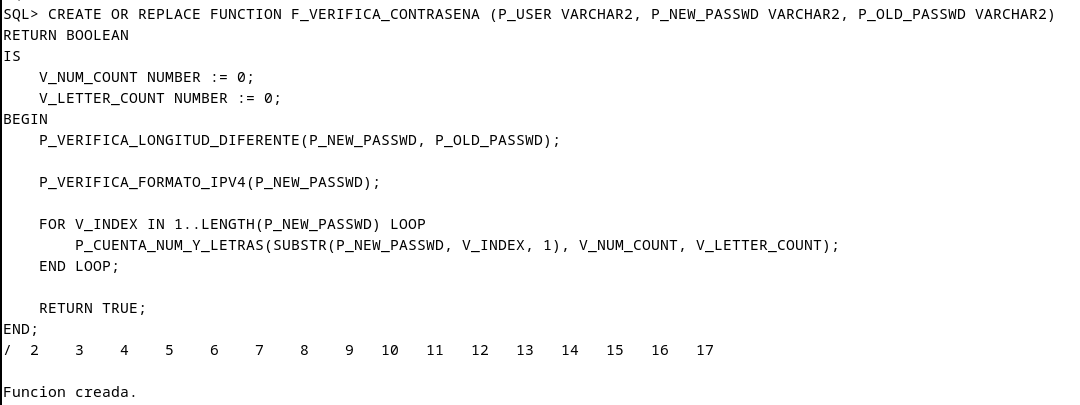 SQL> CREATE OR REPLACE FUNCTION F_VERIFICA_CONTRASENA (P_USER VARCHAR2, P_NEW_PASSWD VARCHAR2, P_OLD_PASSWD VARCHAR2)
RETURN BOOLEAN
IS
    V_NUM_COUNT NUMBER := 0;
    V_LETTER_COUNT NUMBER := 0;
BEGIN
    P_VERIFICA_LONGITUD_DIFERENTE(P_NEW_PASSWD, P_OLD_PASSWD);

    P_VERIFICA_FORMATO_IPV4(P_NEW_PASSWD);

    FOR V_INDEX IN 1..LENGTH(P_NEW_PASSWD) LOOP
        P_CUENTA_NUM_Y_LETRAS(SUBSTR(P_NEW_PASSWD, V_INDEX, 1), V_NUM_COUNT, V_LETTER_COUNT);
    END LOOP;

    RETURN TRUE;
END;
/  2    3    4    5    6    7    8    9   10   11   12   13   14   15   16   17

Funcion creada.